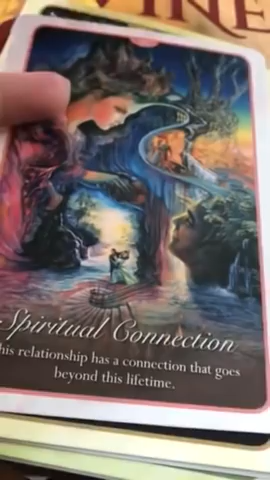 VINE
Spiritual Connection
his relationship has a connection that goes
beyond this lifetime.